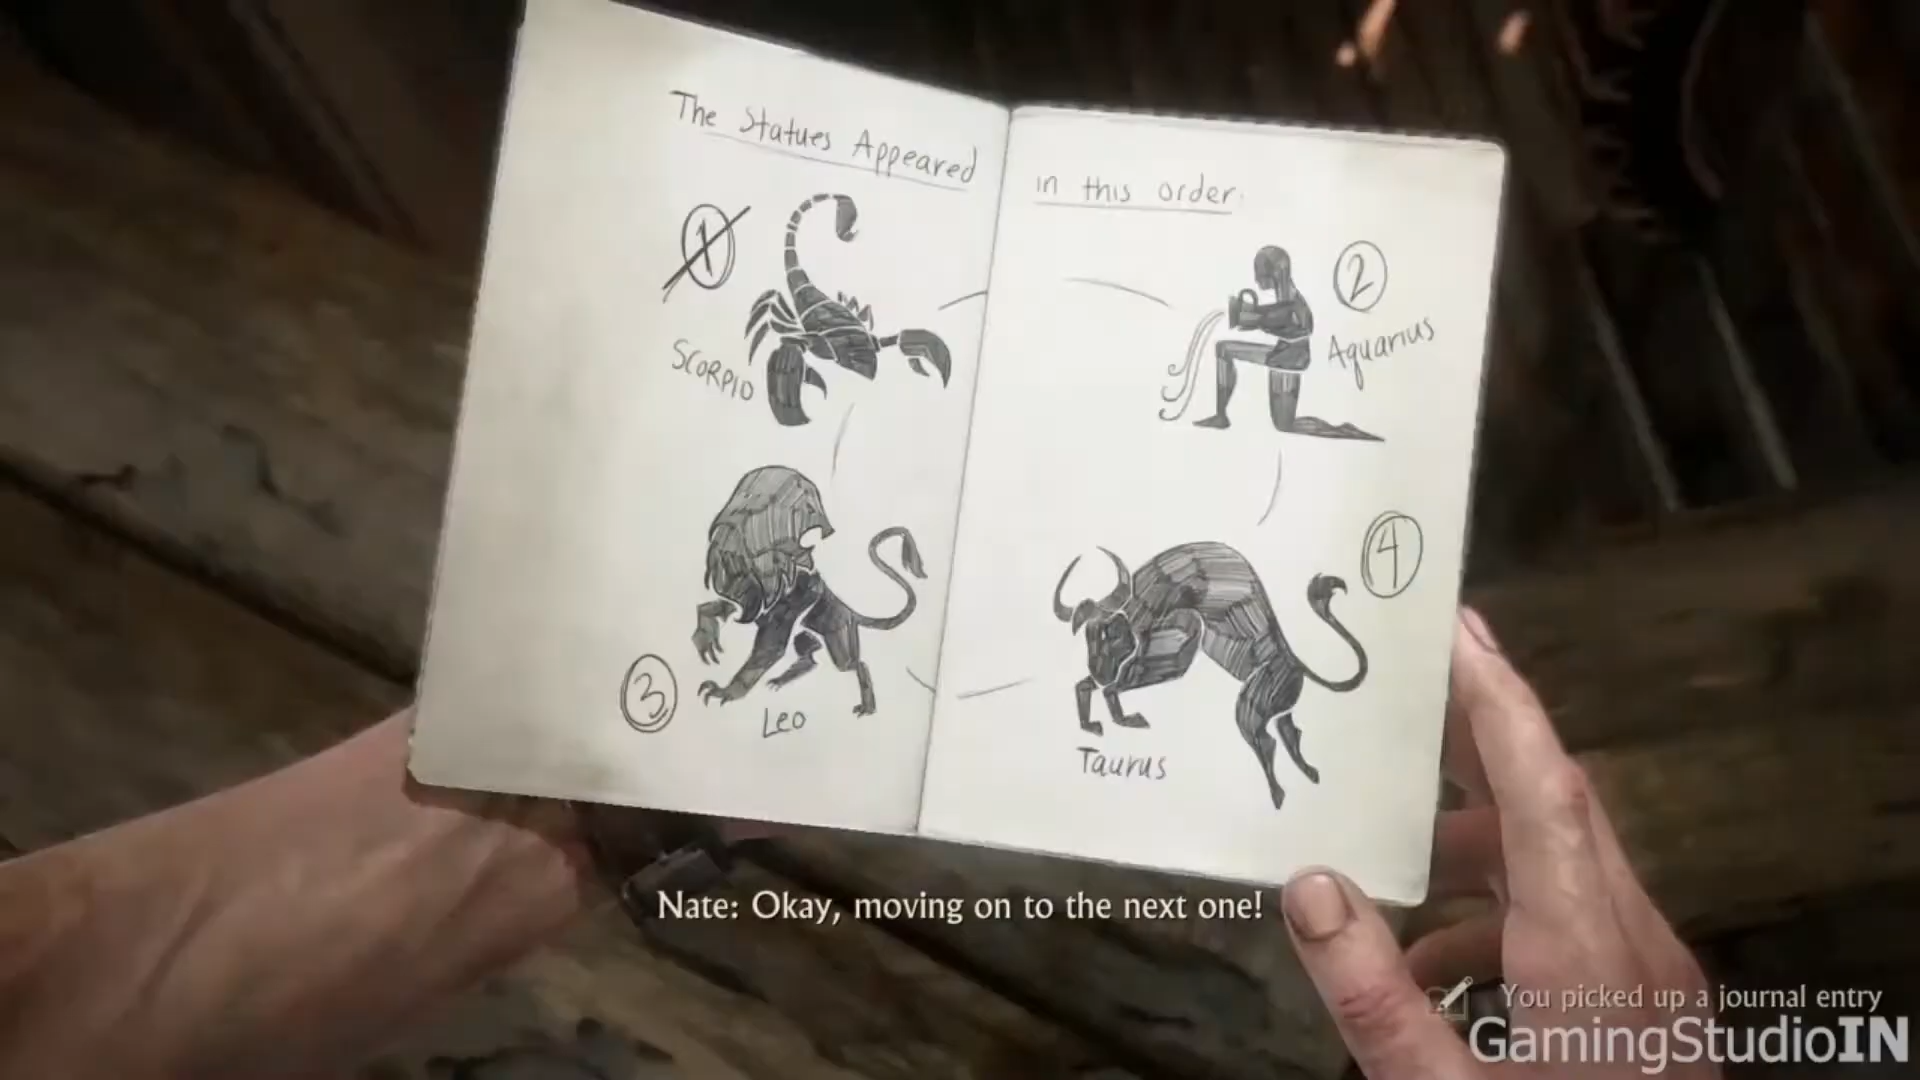 The Statues Appeared
in this order.
1
SCORPIO
2
Aquarius
3
Leo
4
Taurus
Nate: Okay, moving on to the next one!
You picked up a journal entry
GamingStudioIN